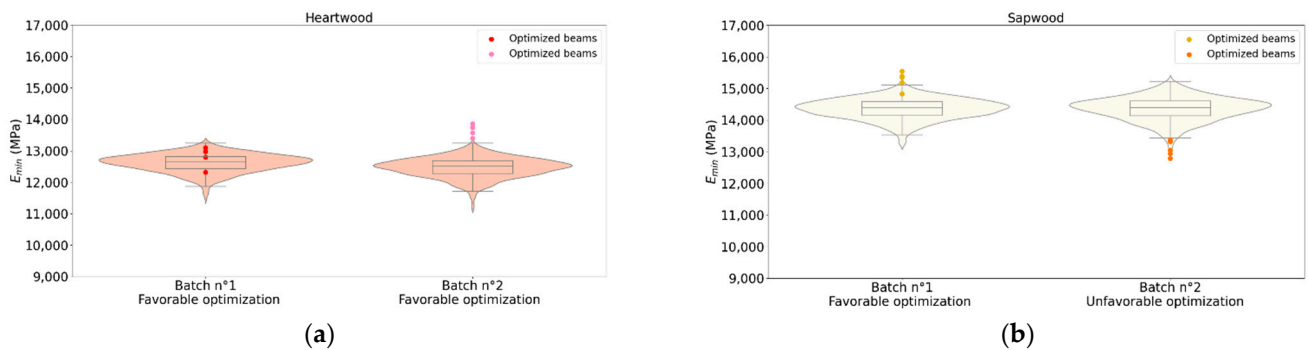 Heartwood
17,000
16,000
15,000
14,000
13,000
12,000
11,000
10,000
9,000
E_min (MPa)
Optimized beams
Optimized beams
Batch n°1
Favorable optimization
Batch n°2
Favorable optimization
(a)
Sapwood
17,000
16,000
15,000
14,000
13,000
12,000
11,000
10,000
9,000
E_min (MPa)
Optimized beams
Optimized beams
Batch n°1
Favorable optimization
Batch n°2
Unfavorable optimization
(b)